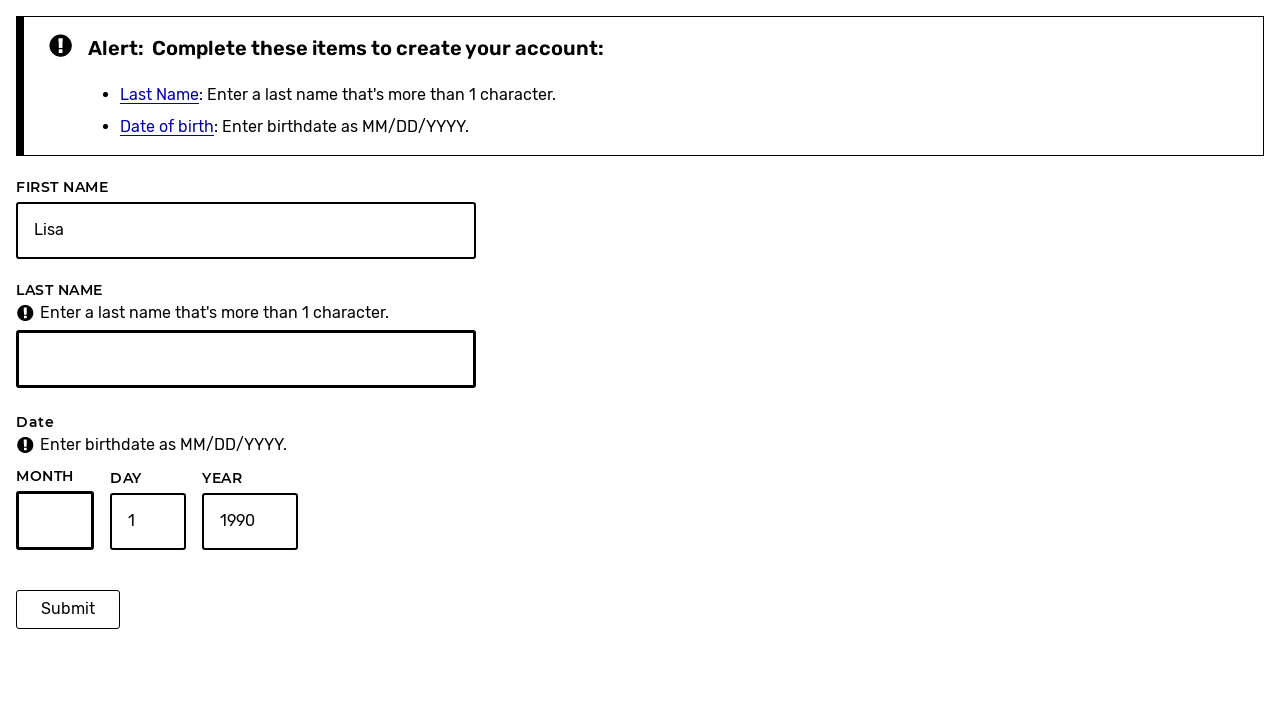 Alert: Complete these items to create your account:
Last Name: Enter a last name that's more than 1 character.
Date of birth: Enter birthdate as MM/DD/YYYY.
FIRST NAME
Lisa
LAST NAME
Enter a last name that's more than 1 character.
Date
Enter birthdate as MM/DD/YYYY.
MONTH DAY YEAR
1 1990
Submit